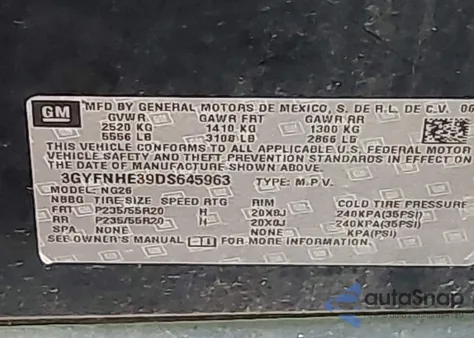 GM MFD BY GENERAL MOTORS DE MEXICO, S. DE R.L. DE C.V.
GVWR GAWR FRT GAWR RR
2520 KG 1410 KG 1300 KG
5556 LB 3108 LB 2866 LB
THIS VEHICLE CONFORMS TO ALL APPLICABLE U.S. FEDERAL MOTOR
VEHICLE SAFETY AND THEFT PREVENTION STANDARDS IN EFFECT ON
THE DATE OF MANUFACTURE SHOWN ABOVE.
3GYFNHE39DS645963 TYPE: M.P.V.
MODEL: NG26
NBBG TIRE SIZE SPEED RTG RIM COLD TIRE PRESSURE
FRT P235/55R20 H 20X8J 240KPA(35PSI)
RR P235/55R20 H 20X8J 240KPA(35PSI)
SPA NONE NONE KPA(PSI)
SEE OWNER'S MANUAL FOR MORE INFORMATION.
autoSnap